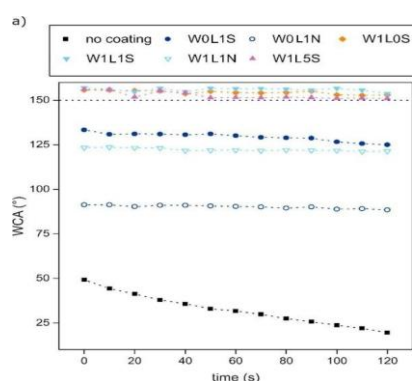 a)
no coating W0L1S W0L1N W1L0S
W1L1S W1L1N W1L5S
150
125
100
75
50
25
WCA (°)
0 20 40 60 80 100 120
time (s)